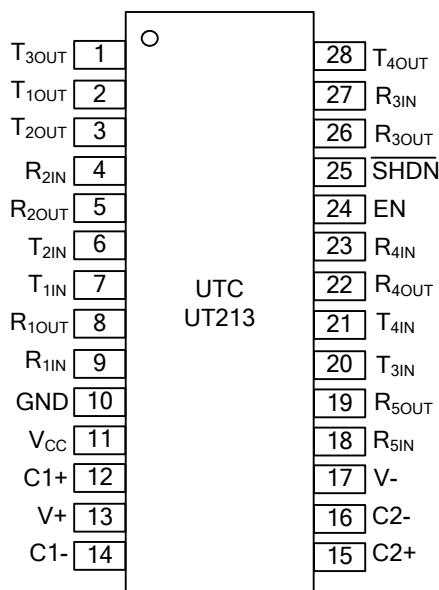 T3OUT 1 28 T4OUT
T1OUT 2 27 R3IN
T2OUT 3 26 R3OUT
R2IN 4 25 SHDN
R2OUT 5 24 EN
T2IN 6 23 R4IN
T1IN 7 22 R4OUT
R1OUT 8 21 T4IN
R1IN 9 20 T3IN
GND 10 19 R5OUT
VCC 11 18 R5IN
C1+ 12 17 V-
V+ 13 16 C2-
C1- 14 15 C2+
UTC
UT213